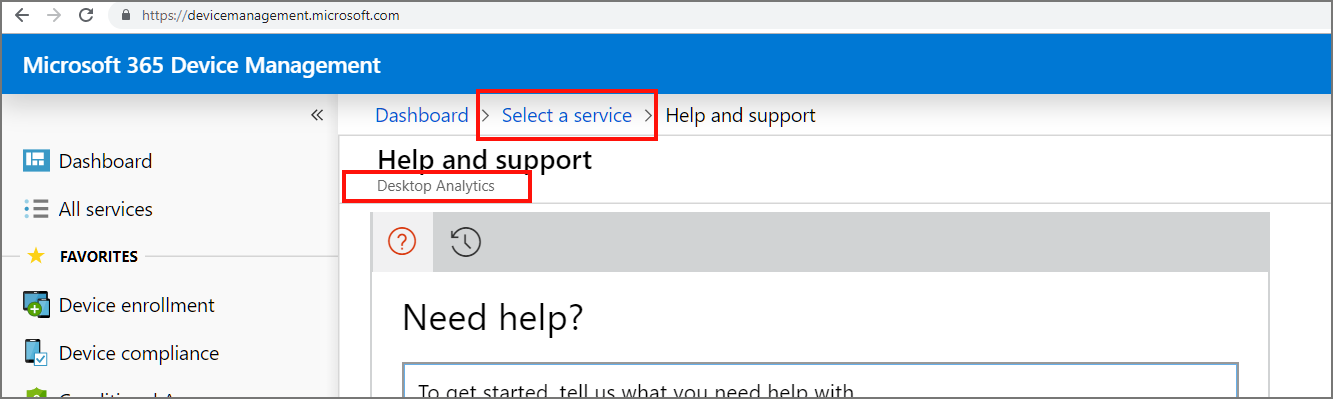 https://devicemanagement.microsoft.com
Microsoft 365 Device Management
«
Dashboard > Select a service > Help and support
Help and support
Desktop Analytics
Dashboard
All services
FAVORITES
Device enrollment
Device compliance
Need help?
To get started, tell us what you need help with